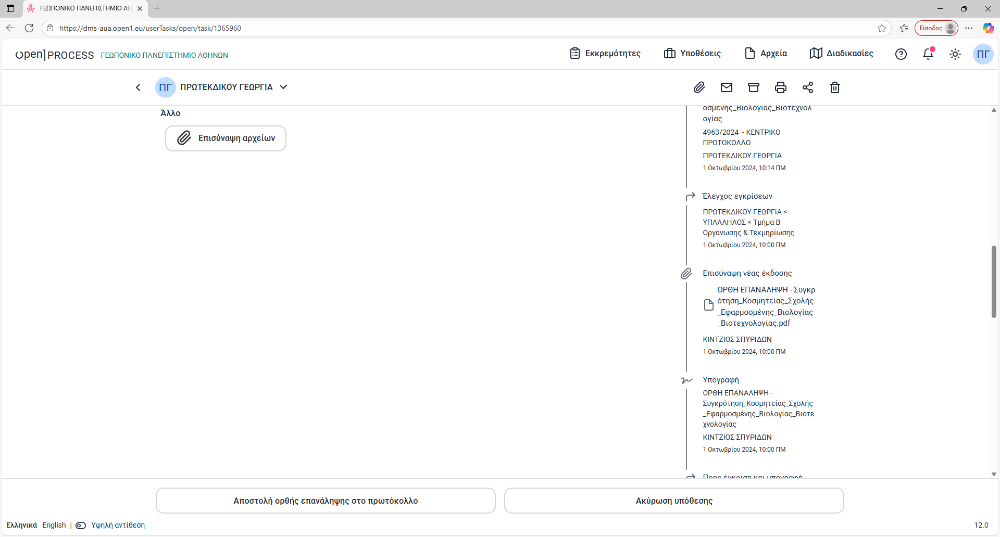 ΓΕΩΠΟΝΙΚΟ ΠΑΝΕΠΙΣΤΗΜΙΟ ΑΘ
https://dms-aua.open1.eu/userTasks/open/task/1365960
Είσοδος
open1 PROCESS ΓΕΩΠΟΝΙΚΟ ΠΑΝΕΠΙΣΤΗΜΙΟ ΑΘΗΝΩΝ
Εκκρεμότητες
Υποθέσεις
Αρχεία
Διαδικασίες
ΠΓ
ΠΓ ΠΡΩΤΕΚΔΙΚΟΥ ΓΕΩΡΓΙΑ
Άλλο
Επισύναψη αρχείων
οσμένης_Βιολογίας_Βιοτεχνολ
ογίας
4963/2024 - ΚΕΝΤΡΙΚΟ
ΠΡΩΤΟΚΟΛΛΟ
ΠΡΩΤΕΚΔΙΚΟΥ ΓΕΩΡΓΙΑ
1 Οκτωβρίου 2024, 10:14 ΠΜ
Έλεγχος εγκρίσεων
ΠΡΩΤΕΚΔΙΚΟΥ ΓΕΩΡΓΙΑ <
ΥΠΑΛΛΗΛΟΣ < Τμήμα Β
Οργάνωσης & Τεκμηρίωσης
1 Οκτωβρίου 2024, 10:00 ΠΜ
Επισύναψη νέας έκδοσης
ΟΡΘΗ ΕΠΑΝΑΛΗΨΗ - Συγκρ
ότηση_Κοσμητείας_Σχολής
_Εφαρμοσμένης_Βιολογίας
_Βιοτεχνολογίας.pdf
ΚΙΝΤΖΙΟΣ ΣΠΥΡΙΔΩΝ
1 Οκτωβρίου 2024, 10:00 ΠΜ
Υπογραφή
ΟΡΘΗ ΕΠΑΝΑΛΗΨΗ -
Συγκρότηση_Κοσμητείας_Σχολής
_Εφαρμοσμένης_Βιολογίας_Βιοτε
χνολογίας
ΚΙΝΤΖΙΟΣ ΣΠΥΡΙΔΩΝ
1 Οκτωβρίου 2024, 10:00 ΠΜ
Προς έγκριση και υπογραφή
Αποστολή ορθής επανάληψης στο πρωτόκολλο
Ακύρωση υπόθεσης
Ελληνικά English | Υψηλή αντίθεση
12.0